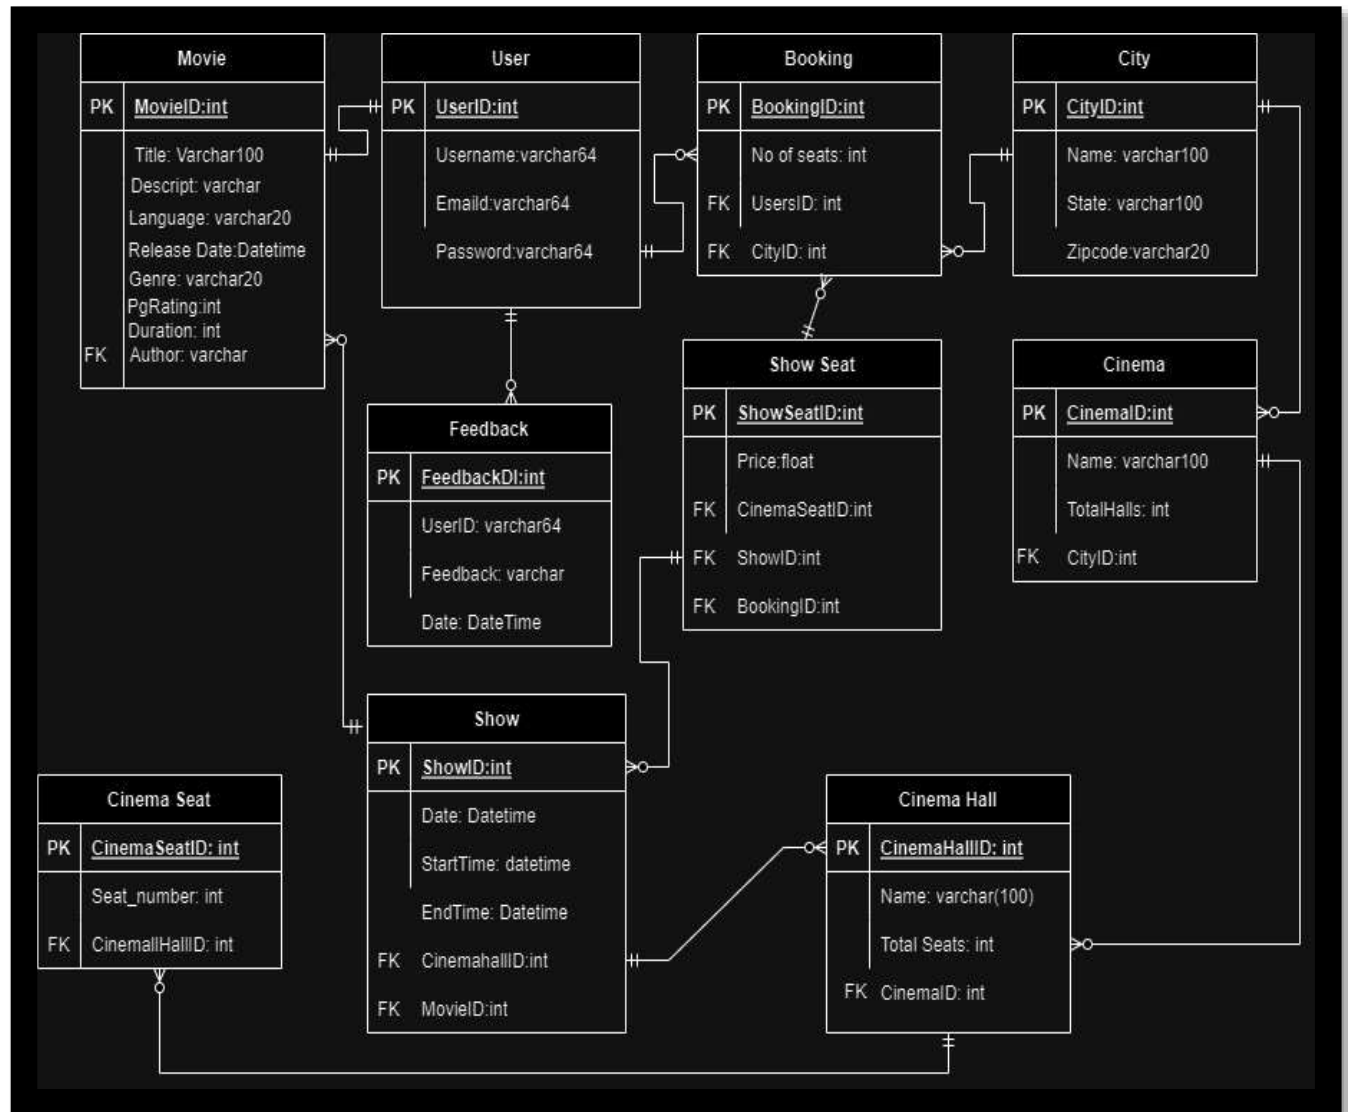 Movie
PK MovieID:int
Title: Varchar100
Descript: varchar
Language: varchar20
Release Date:Datetime
Genre: varchar20
PgRating:int
Duration: int
FK Author: varchar
User
PK UserID:int
Username:varchar64
Emaild:varchar64
Password:varchar64
Booking
PK BookingID:int
No of seats: int
FK UsersID: int
FK CityID: int
City
PK CityID:int
Name: varchar100
State: varchar100
Zipcode:varchar20
Feedback
PK FeedbackDI:int
UserID: varchar64
Feedback: varchar
Date: DateTime
Show Seat
PK ShowSeatID:int
Price:float
FK CinemaSeatID:int
FK ShowID:int
FK BookingID:int
Cinema
PK CinemaID:int
Name: varchar100
TotalHalls: int
FK CityID:int
Show
PK ShowID:int
Date: Datetime
StartTime: datetime
EndTime: Datetime
FK CinemahallID:int
FK MovieID:int
Cinema Seat
PK CinemaSeatID: int
Seat_number: int
FK CinemallHallID: int
Cinema Hall
PK CinemaHallID: int
Name: varchar(100)
Total Seats: int
FK CinemaID: int